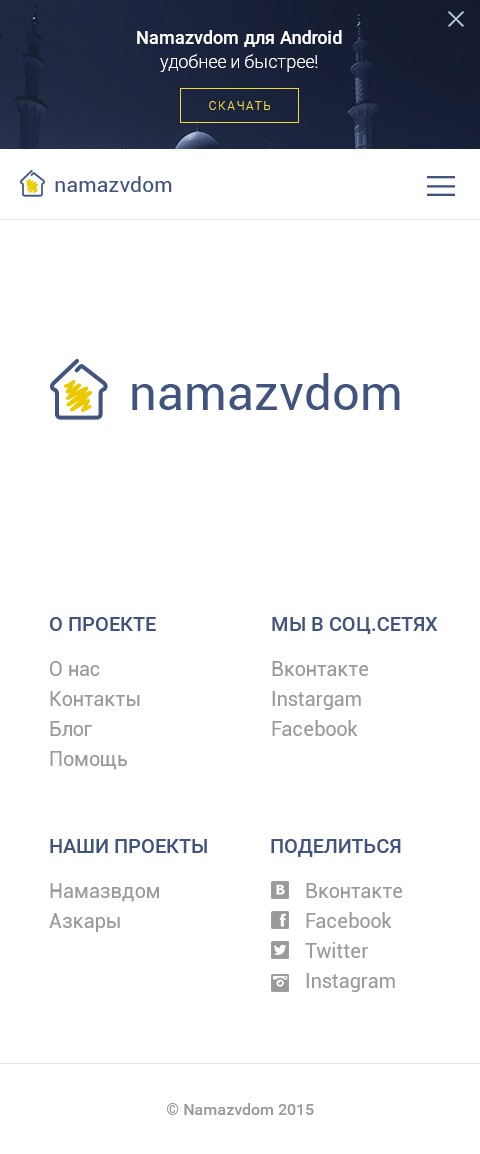 Namazvdom для Android
удобнее и быстрее!
СКАЧАТЬ
namazvdom
namazvdom
О ПРОЕКТЕ
О нас
Контакты
Блог
Помощь
МЫ В СОЦ.СЕТЯХ
Вконтакте
Instargam
Facebook
НАШИ ПРОЕКТЫ
Намазвдом
Азкары
ПОДЕЛИТЬСЯ
Вконтакте
Facebook
Twitter
Instagram
© Namazvdom 2015